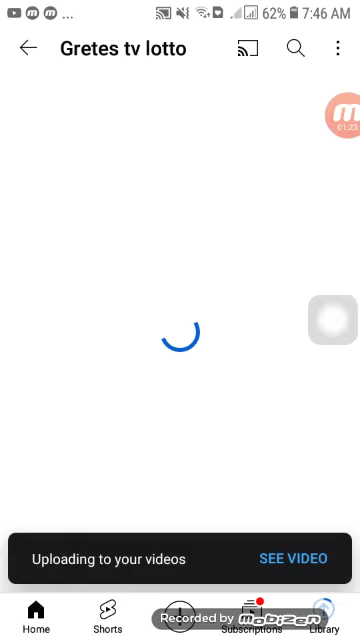 62% 7:46 AM
Gretes tv lotto
01:23
Uploading to your videos SEE VIDEO
Recorded by mobizen
Home Shorts Subscriptions Library